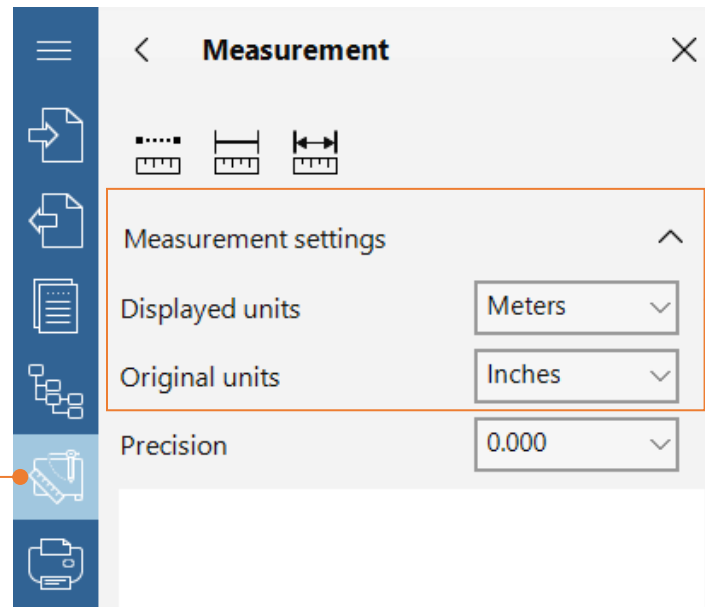 Measurement
Measurement settings
Displayed units Meters
Original units Inches
Precision 0.000